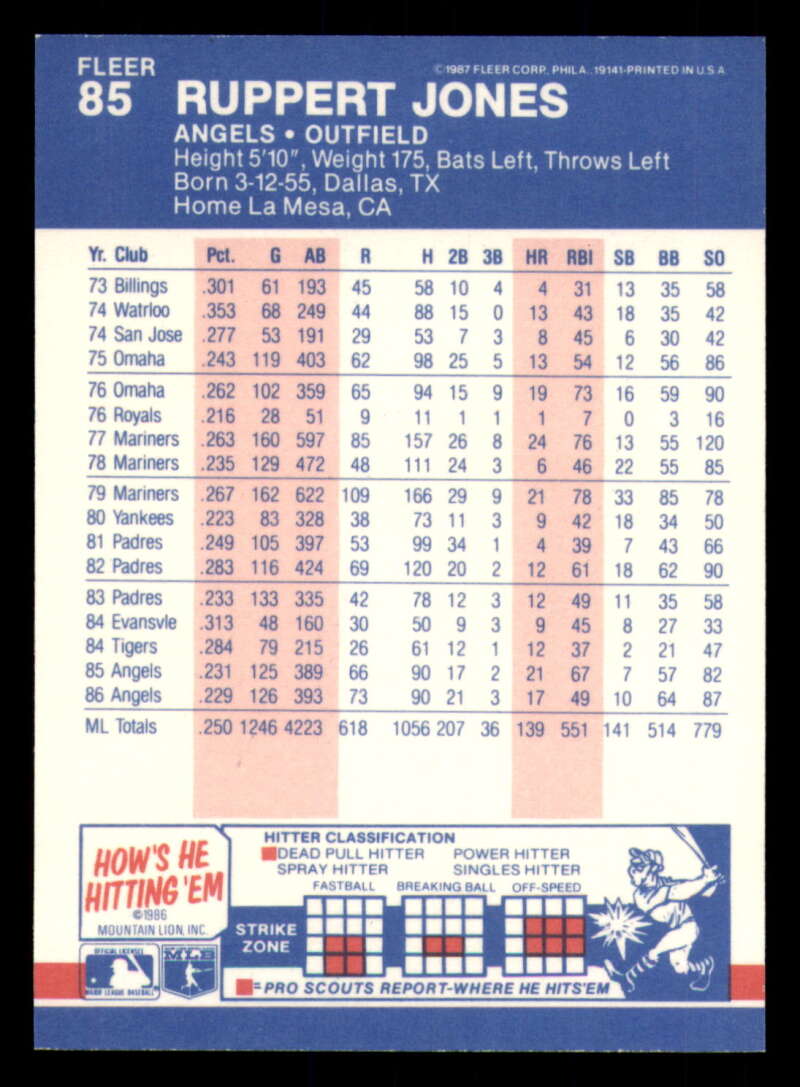 FLEER
©1987 FLEER CORP., PHILA., 19141-PRINTED IN U.S.A.
85 RUPPERT JONES
ANGELS • OUTFIELD
Height 5'10", Weight 175, Bats Left, Throws Left
Born 3-12-55, Dallas, TX
Home La Mesa, CA
Yr. Club Pct. G AB R H 2B 3B HR RBI SB BB SO
73 Billings .301 61 193 45 58 10 4 4 31 13 35 58
74 Watrloo .353 68 249 44 88 15 0 13 43 18 35 42
74 San Jose .277 53 191 29 53 7 3 8 45 6 30 42
75 Omaha .243 119 403 62 98 25 5 13 54 12 56 86
76 Omaha .262 102 359 65 94 15 9 19 73 16 59 90
76 Royals .216 28 51 9 11 1 1 1 7 0 3 16
77 Mariners .263 160 597 85 157 26 8 24 76 13 55 120
78 Mariners .235 129 472 48 111 24 3 6 46 22 55 85
79 Mariners .267 162 622 109 166 29 9 21 78 33 85 78
80 Yankees .223 83 328 38 73 11 3 9 42 18 34 50
81 Padres .249 105 397 53 99 34 1 4 39 7 43 66
82 Padres .283 116 424 69 120 20 2 12 61 18 62 90
83 Padres .233 133 335 42 78 12 3 12 49 11 35 58
84 Evansvle .313 48 160 30 50 9 3 9 45 8 27 33
84 Tigers .284 79 215 26 61 12 1 12 37 2 21 47
85 Angels .231 125 389 66 90 17 2 21 67 7 57 82
86 Angels .229 126 393 73 90 21 3 17 49 10 64 87
ML Totals .250 1246 4223 618 1056 207 36 139 551 141 514 779
HOW'S HE
HITTING 'EM
©1986
MOUNTAIN LION, INC.
HITTER CLASSIFICATION
DEAD PULL HITTER POWER HITTER
SPRAY HITTER SINGLES HITTER
FASTBALL BREAKING BALL OFF-SPEED
STRIKE
ZONE
=PRO SCOUTS REPORT-WHERE HE HITS'EM
OFFICIAL LICENSEE
MAJOR LEAGUE BASEBALL
MLB